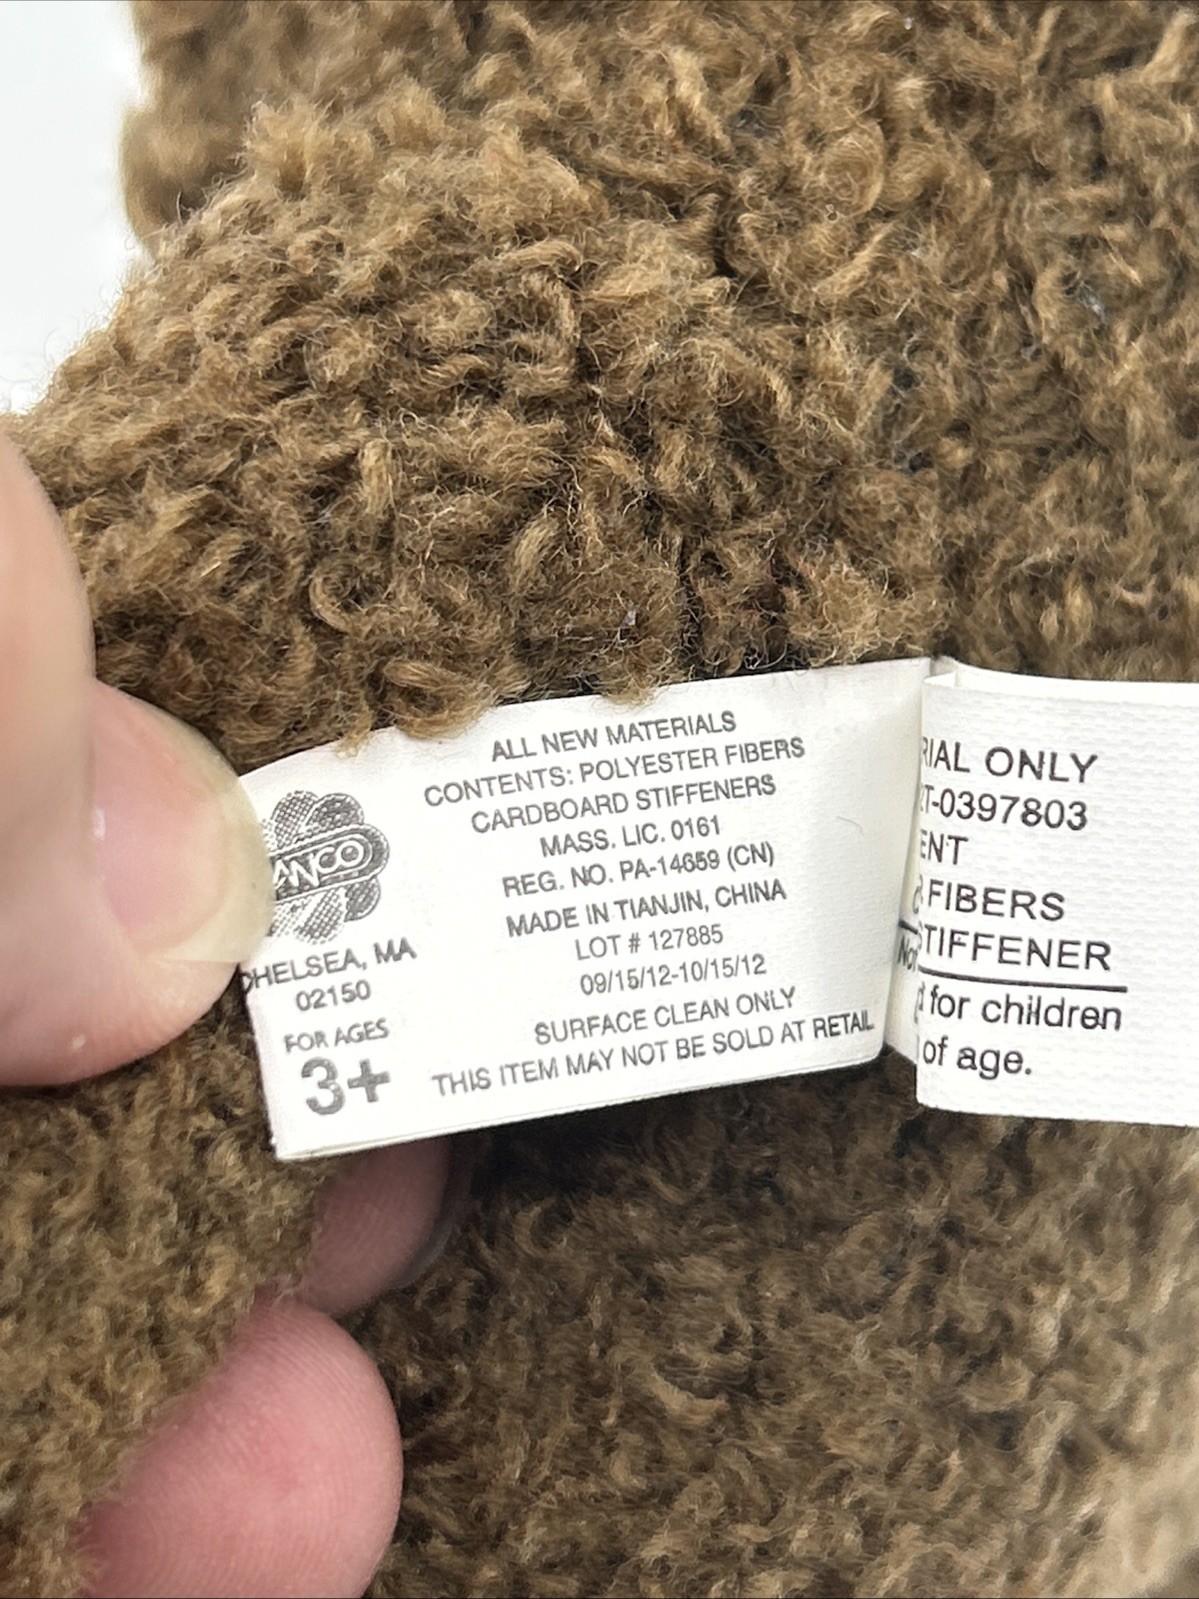 ALL NEW MATERIALS
CONTENTS: POLYESTER FIBERS
CARDBOARD STIFFENERS
MASS. LIC. 0161
REG. NO. PA-14659 (CN)
MADE IN TIANJIN, CHINA
LOT # 127885
09/15/12-10/15/12
SURFACE CLEAN ONLY
THIS ITEM MAY NOT BE SOLD AT RETAIL
ANCO
CHELSEA, MA
02150
FOR AGES
3+
RIAL ONLY
T-0397803
ENT
FIBERS
STIFFENER
for children
of age.